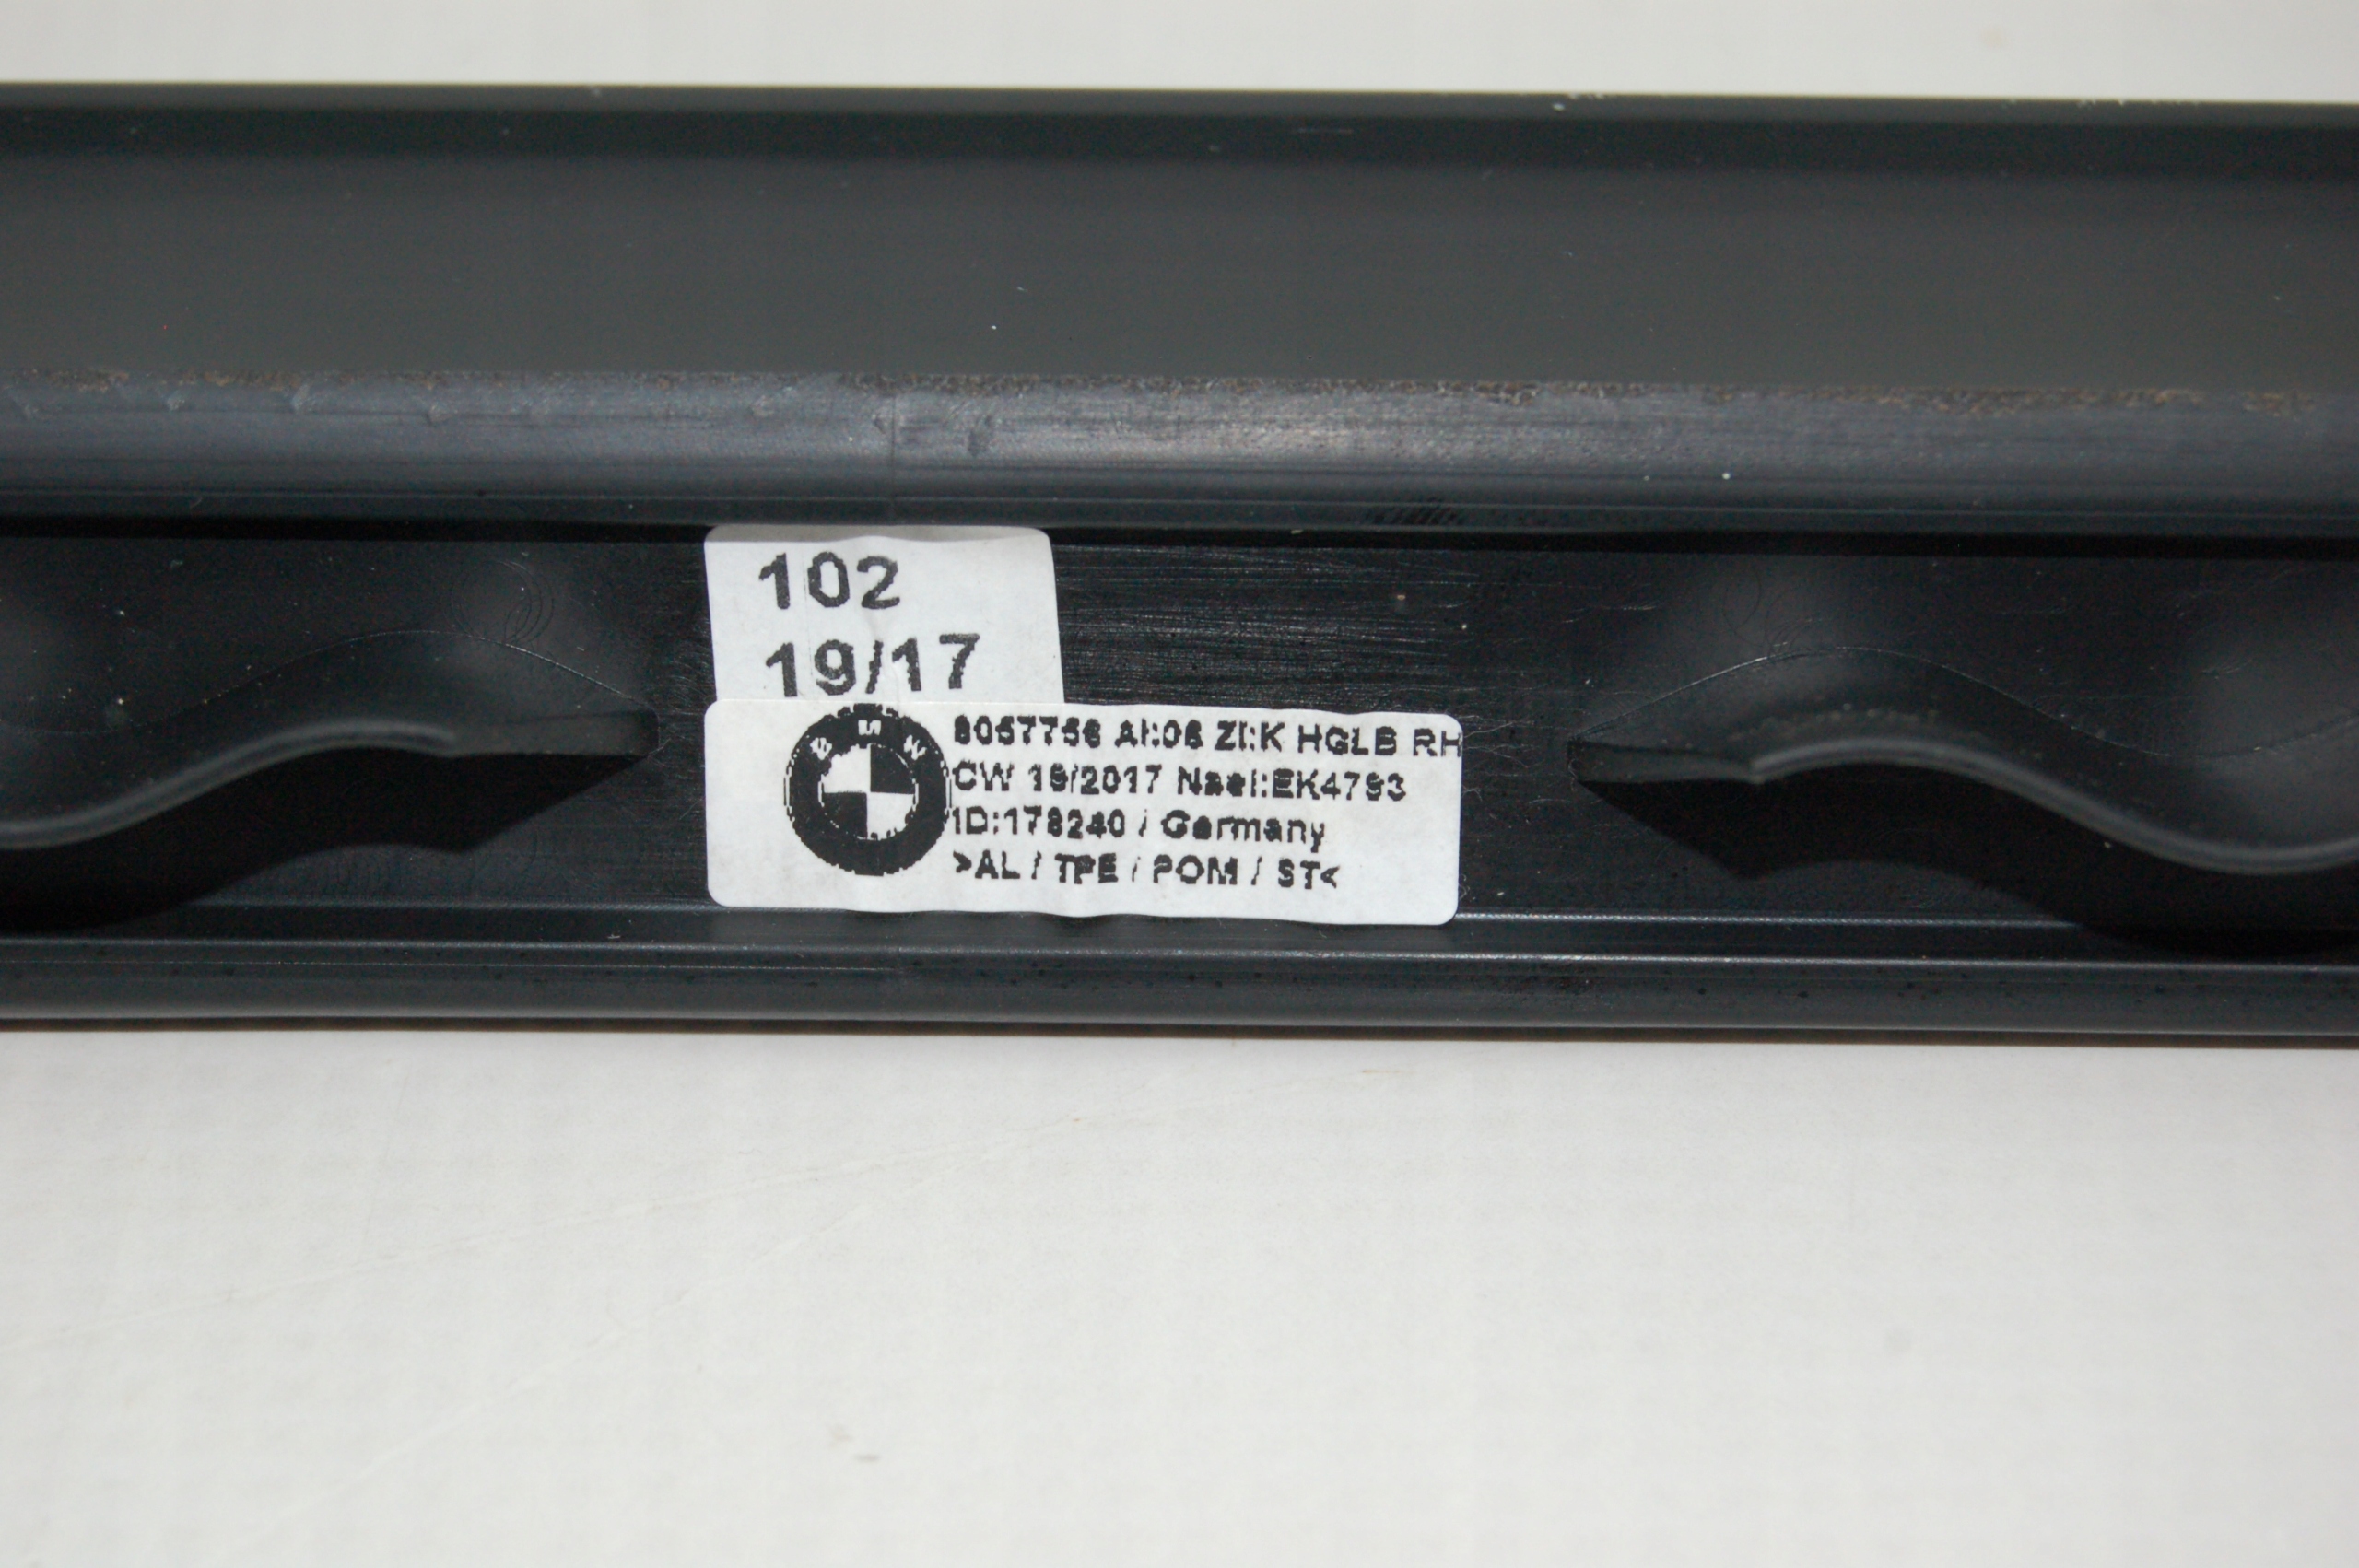 102
19/17
BMW
8057756 AI:06 ZI:K HGLB RH
CW 19/2017 Nael:EK4793
ID:178240 / Germany
>AL / TPE / POM / ST<